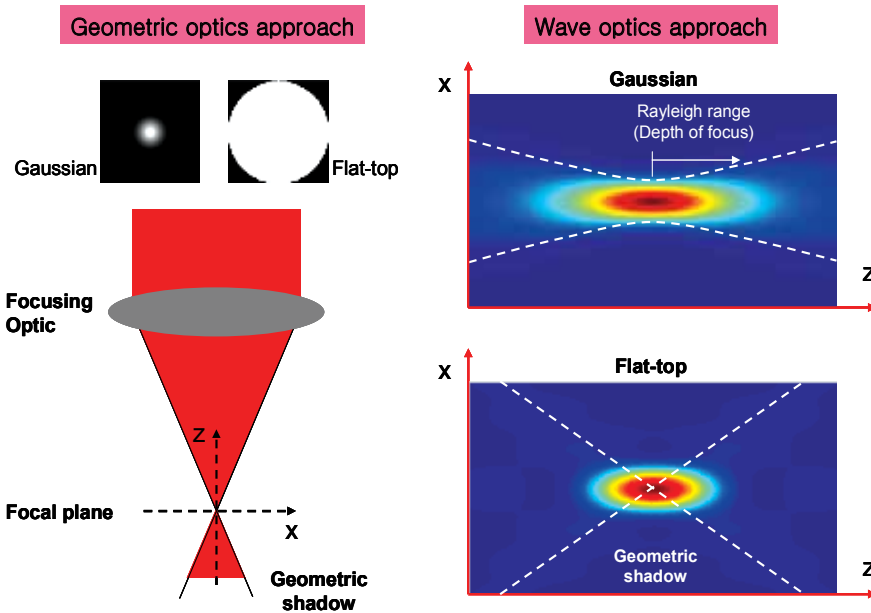 Geometric optics approach
Gaussian
Flat-top
Focusing
Optic
Z
Focal plane
X
Geometric
shadow
Wave optics approach
X
Gaussian
Rayleigh range
(Depth of focus)
Z
X
Flat-top
Geometric
shadow
Z